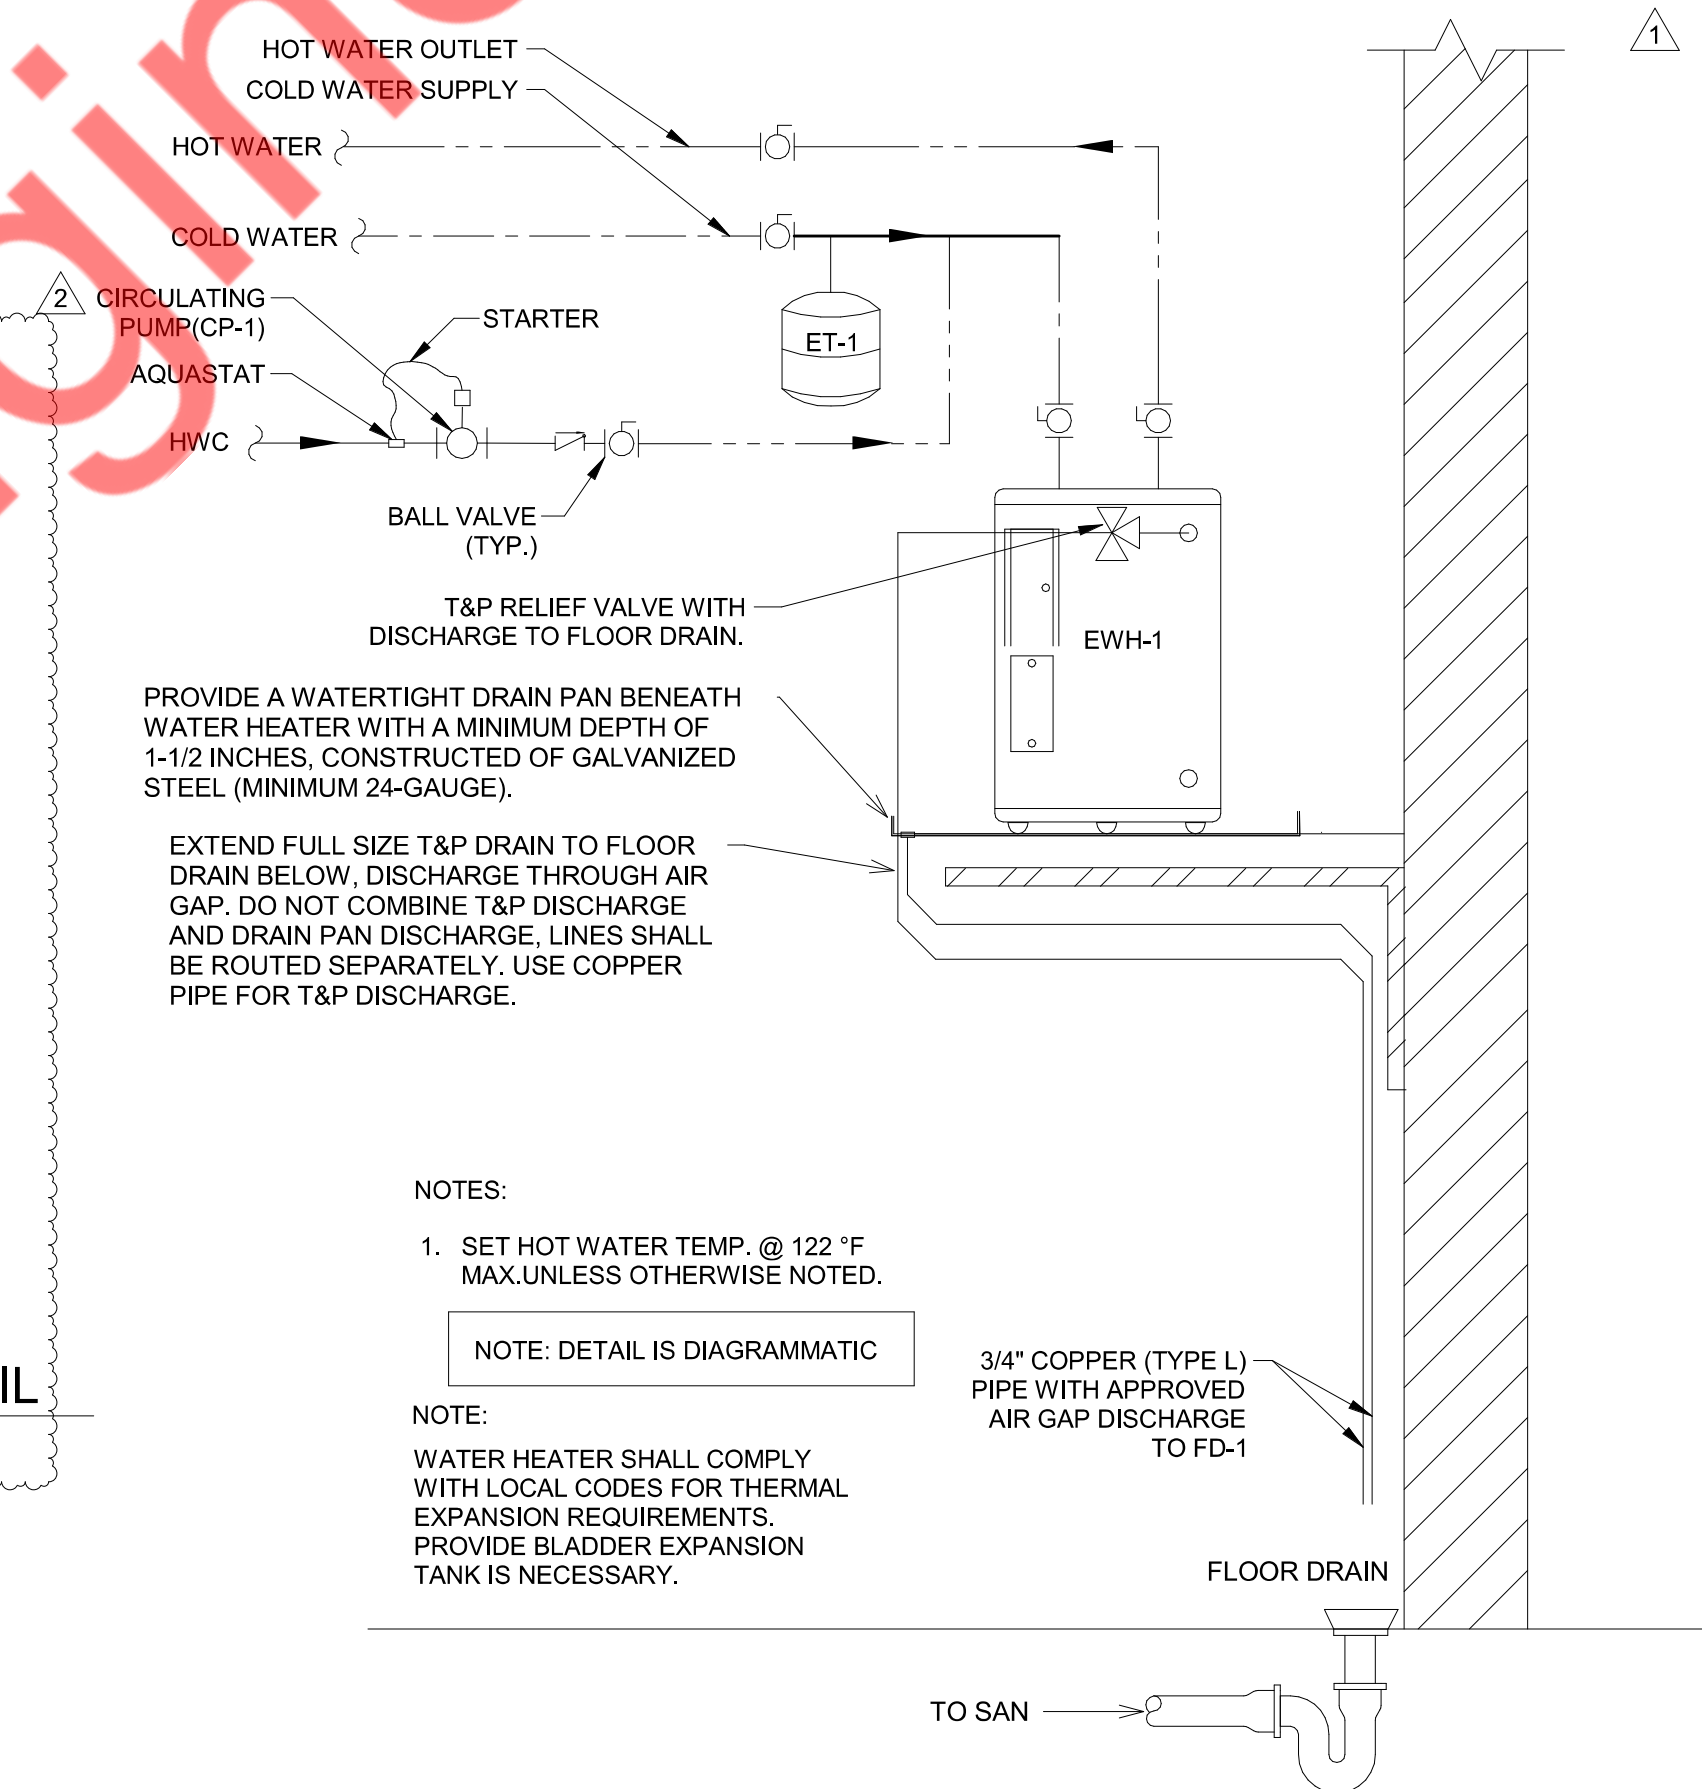 1
HOT WATER OUTLET
COLD WATER SUPPLY
HOT WATER
COLD WATER
2
CIRCULATING
PUMP(CP-1)
STARTER
ET-1
AQUASTAT
HWC
BALL VALVE
(TYP.)
T&P RELIEF VALVE WITH
DISCHARGE TO FLOOR DRAIN.
EWH-1
PROVIDE A WATERTIGHT DRAIN PAN BENEATH
WATER HEATER WITH A MINIMUM DEPTH OF
1-1/2 INCHES, CONSTRUCTED OF GALVANIZED
STEEL (MINIMUM 24-GAUGE).
EXTEND FULL SIZE T&P DRAIN TO FLOOR
DRAIN BELOW, DISCHARGE THROUGH AIR
GAP. DO NOT COMBINE T&P DISCHARGE
AND DRAIN PAN DISCHARGE, LINES SHALL
BE ROUTED SEPARATELY. USE COPPER
PIPE FOR T&P DISCHARGE.
NOTES:
1. SET HOT WATER TEMP. @ 122 °F
MAX.UNLESS OTHERWISE NOTED.
NOTE: DETAIL IS DIAGRAMMATIC
NOTE:
WATER HEATER SHALL COMPLY
WITH LOCAL CODES FOR THERMAL
EXPANSION REQUIREMENTS.
PROVIDE BLADDER EXPANSION
TANK IS NECESSARY.
3/4" COPPER (TYPE L)
PIPE WITH APPROVED
AIR GAP DISCHARGE
TO FD-1
FLOOR DRAIN
TO SAN
IL
gin